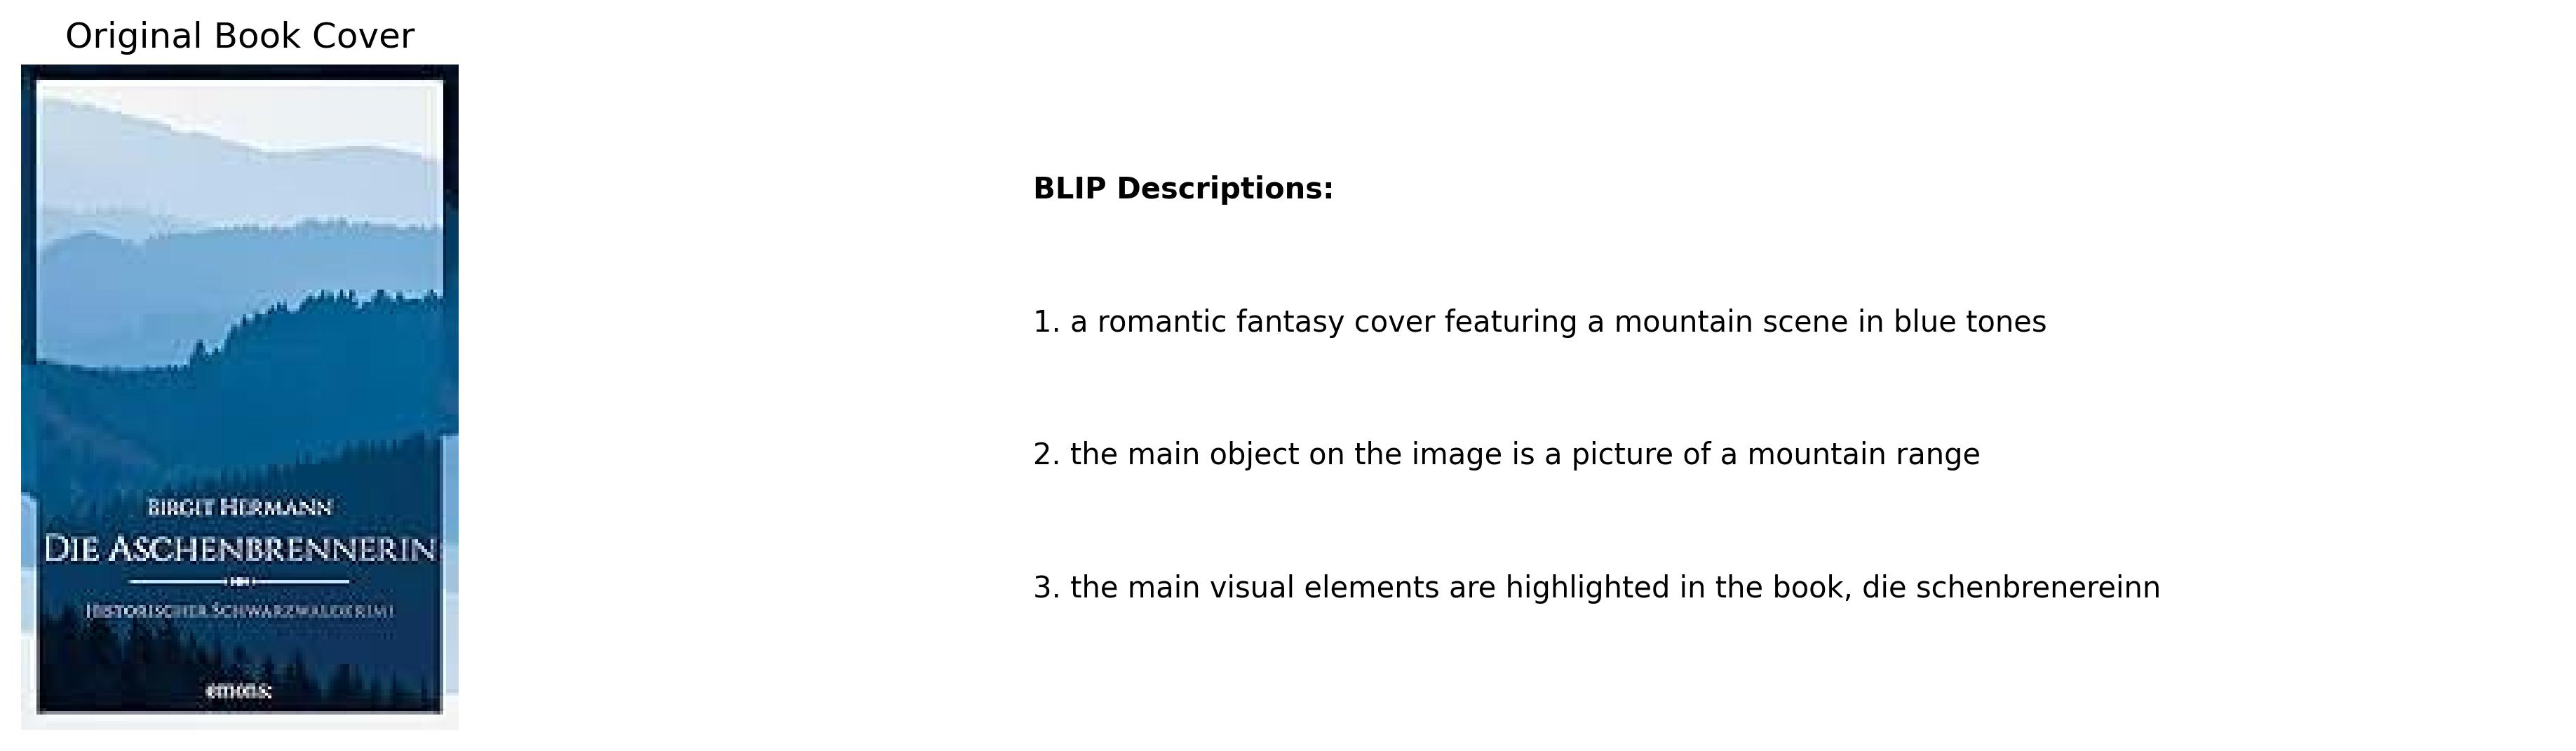 Original Book Cover
BIRGIT HERMANN
DIE ASCHENBRENNERIN
HISTORISCHER SCHWARZWALDKRIMI
emons:
BLIP Descriptions:
1. a romantic fantasy cover featuring a mountain scene in blue tones
2. the main object on the image is a picture of a mountain range
3. the main visual elements are highlighted in the book, die schenbrenereinn